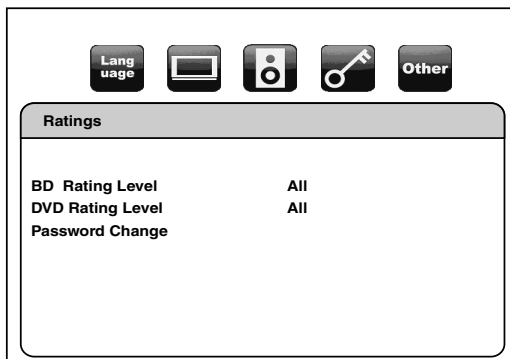 Lang
uage
Other
Ratings
BD Rating Level All
DVD Rating Level All
Password Change